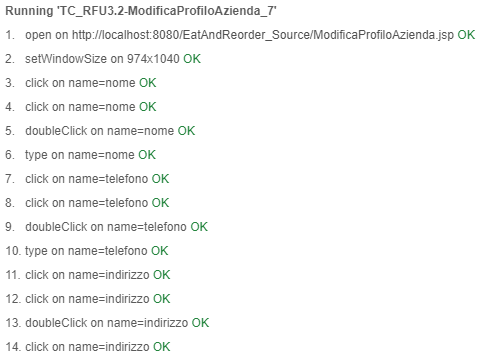 Running 'TC_RFU3.2-ModificaProfiloAzienda_7'
1. open on http://localhost:8080/EatAndReorder_Source/ModificaProfiloAzienda.jsp OK
2. setWindowSize on 974x1040 OK
3. click on name=nome OK
4. click on name=nome OK
5. doubleClick on name=nome OK
6. type on name=nome OK
7. click on name=telefono OK
8. click on name=telefono OK
9. doubleClick on name=telefono OK
10. type on name=telefono OK
11. click on name=indirizzo OK
12. click on name=indirizzo OK
13. doubleClick on name=indirizzo OK
14. click on name=indirizzo OK